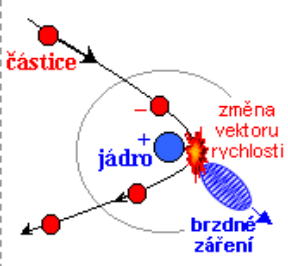 částice
−
změna
vektoru
rychlosti
+
jádro
brzdné
záření